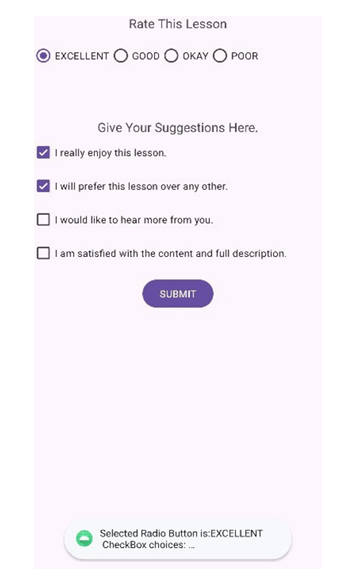 Rate This Lesson
EXCELLENT GOOD OKAY POOR
Give Your Suggestions Here.
I really enjoy this lesson.
I will prefer this lesson over any other.
I would like to hear more from you.
I am satisfied with the content and full description.
SUBMIT
Selected Radio Button is:EXCELLENT
CheckBox choices: ...